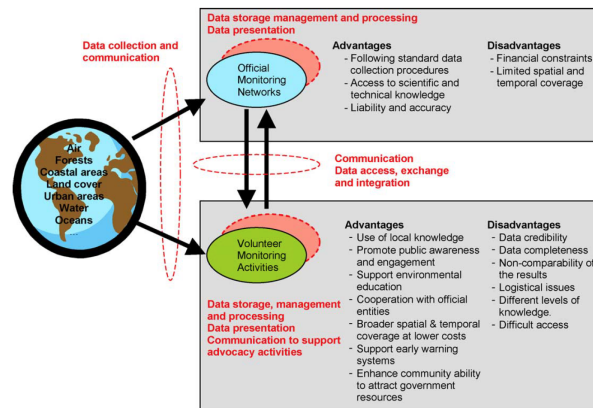 Data collection and
communication
Air
Forests
Coastal areas
Land cover
Urban areas
Water
Oceans
....
Data storage management and processing
Data presentation
Official
Monitoring
Networks
Advantages
- Following standard data
collection procedures
- Access to scientific and
technical knowledge
- Liability and accuracy
Disadvantages
- Financial constraints
- Limited spatial and
temporal coverage
Communication
Data access, exchange
and integration
Volunteer
Monitoring
Activities
Data storage, management
and processing
Data presentation
Communication to support
advocacy activities
Advantages
- Use of local knowledge
- Promote public awareness
and engagement
- Support environmental
education
- Cooperation with official
entities
- Broader spatial & temporal
coverage at lower costs
- Support early warning
systems
- Enhance community ability
to attract government
resources
Disadvantages
- Data credibility
- Data completeness
- Non-comparability of
the results
- Logistical issues
- Different levels of
knowledge.
- Difficult access